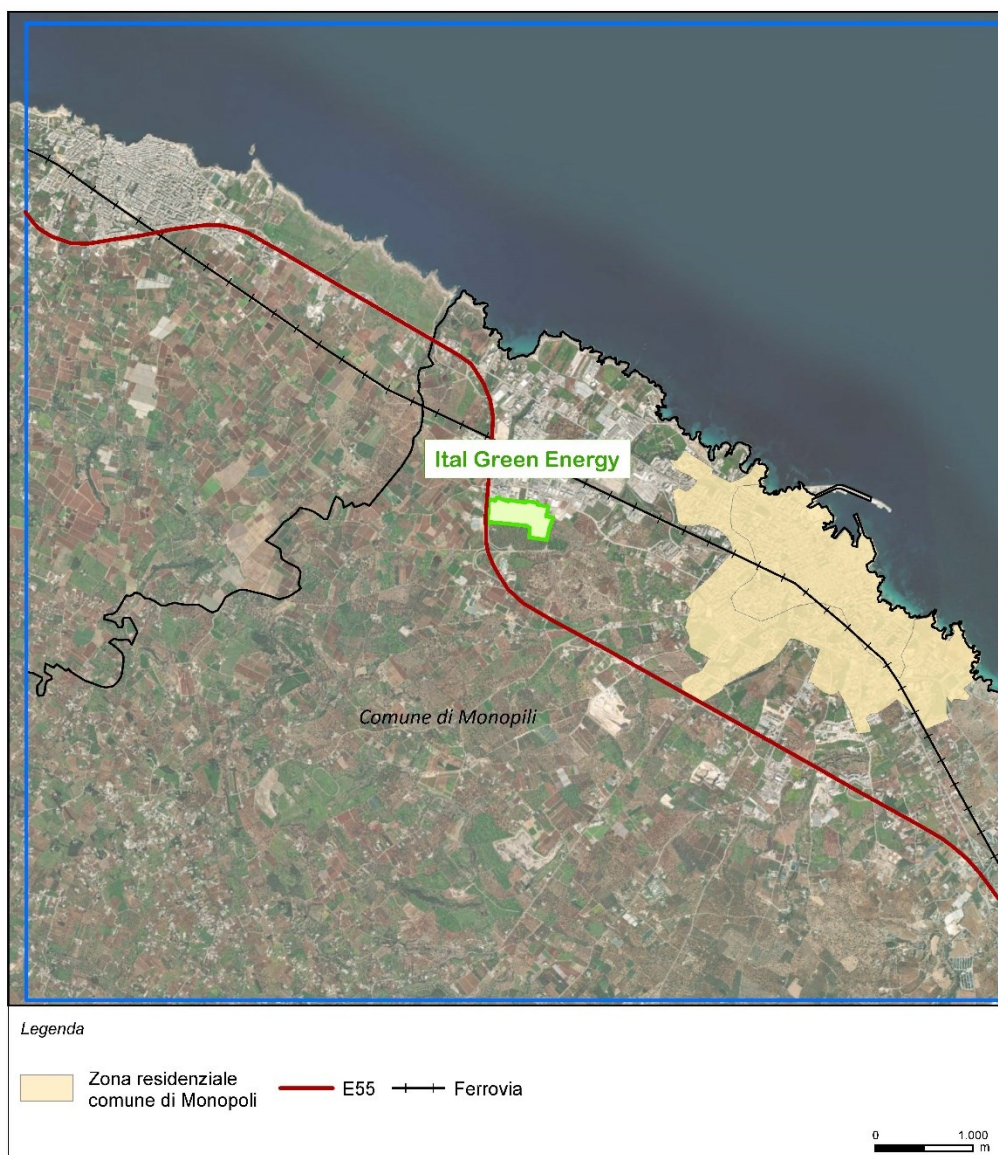 Ital Green Energy
Comune di Monopili
Legenda
Zona residenziale
comune di Monopoli
E55
Ferrovia
0 1.000
m